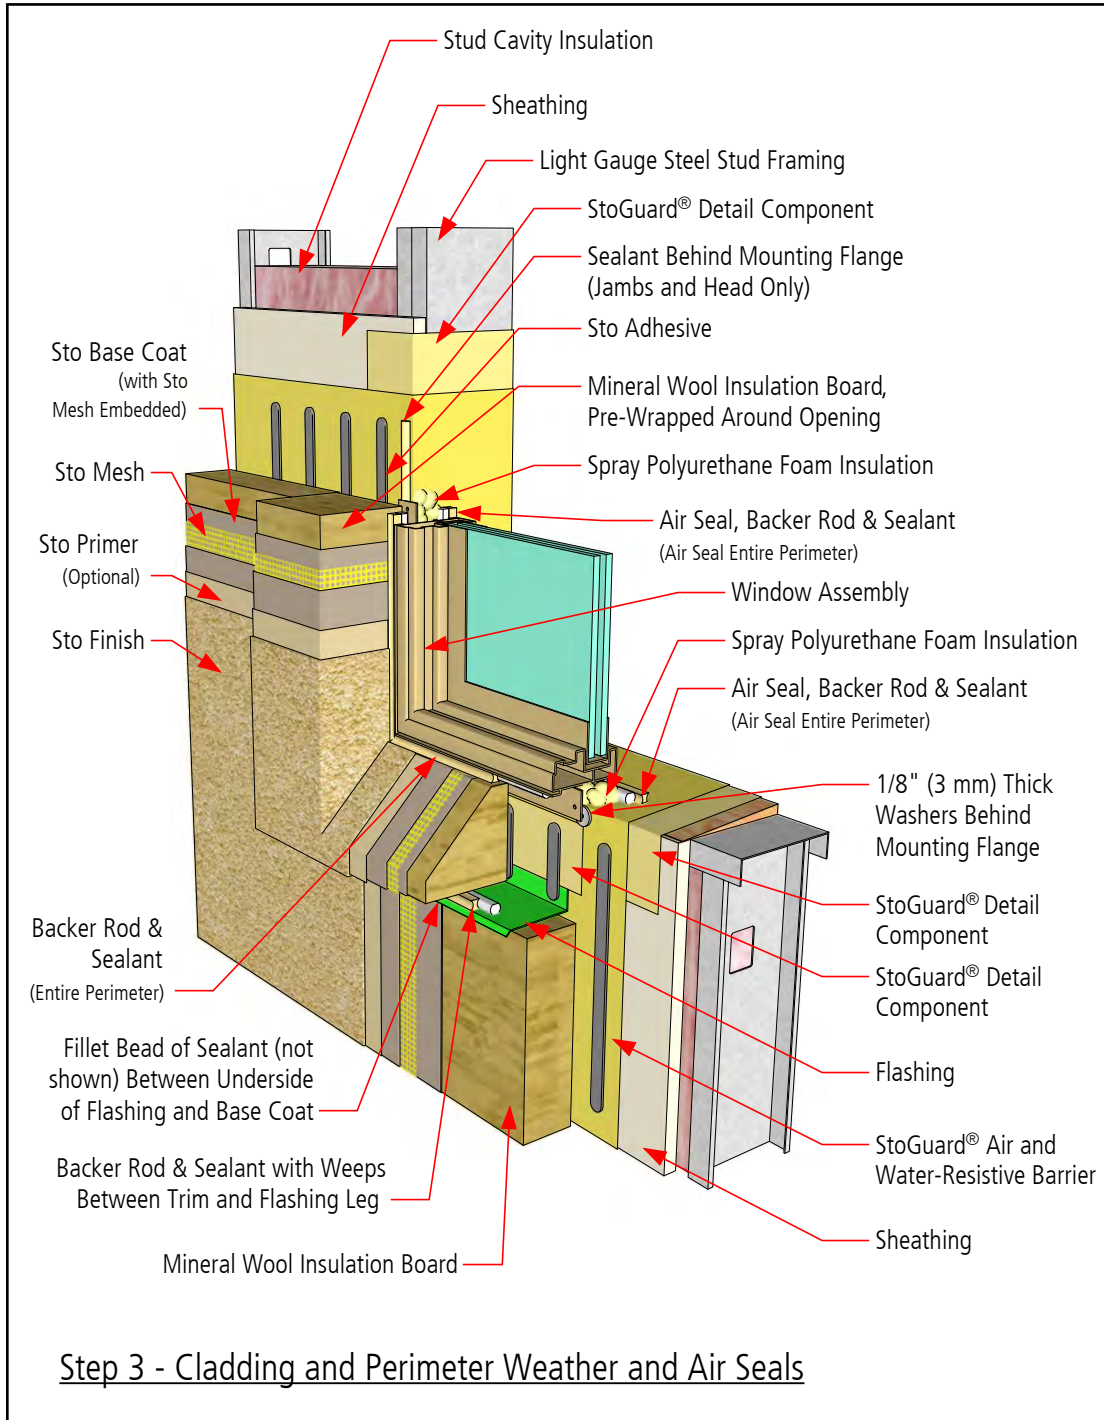 Stud Cavity Insulation
Sheathing
Light Gauge Steel Stud Framing
StoGuard® Detail Component
Sealant Behind Mounting Flange
(Jambs and Head Only)
Sto Adhesive
Mineral Wool Insulation Board,
Pre-Wrapped Around Opening
Spray Polyurethane Foam Insulation
Air Seal, Backer Rod & Sealant
(Air Seal Entire Perimeter)
Window Assembly
Spray Polyurethane Foam Insulation
Air Seal, Backer Rod & Sealant
(Air Seal Entire Perimeter)
1/8" (3 mm) Thick
Washers Behind
Mounting Flange
StoGuard® Detail
Component
StoGuard® Detail
Component
Flashing
StoGuard® Air and
Water-Resistive Barrier
Sheathing
Sto Base Coat
(with Sto
Mesh Embedded)
Sto Mesh
Sto Primer
(Optional)
Sto Finish
Backer Rod &
Sealant
(Entire Perimeter)
Fillet Bead of Sealant (not
shown) Between Underside
of Flashing and Base Coat
Backer Rod & Sealant with Weeps
Between Trim and Flashing Leg
Mineral Wool Insulation Board
Step 3 - Cladding and Perimeter Weather and Air Seals